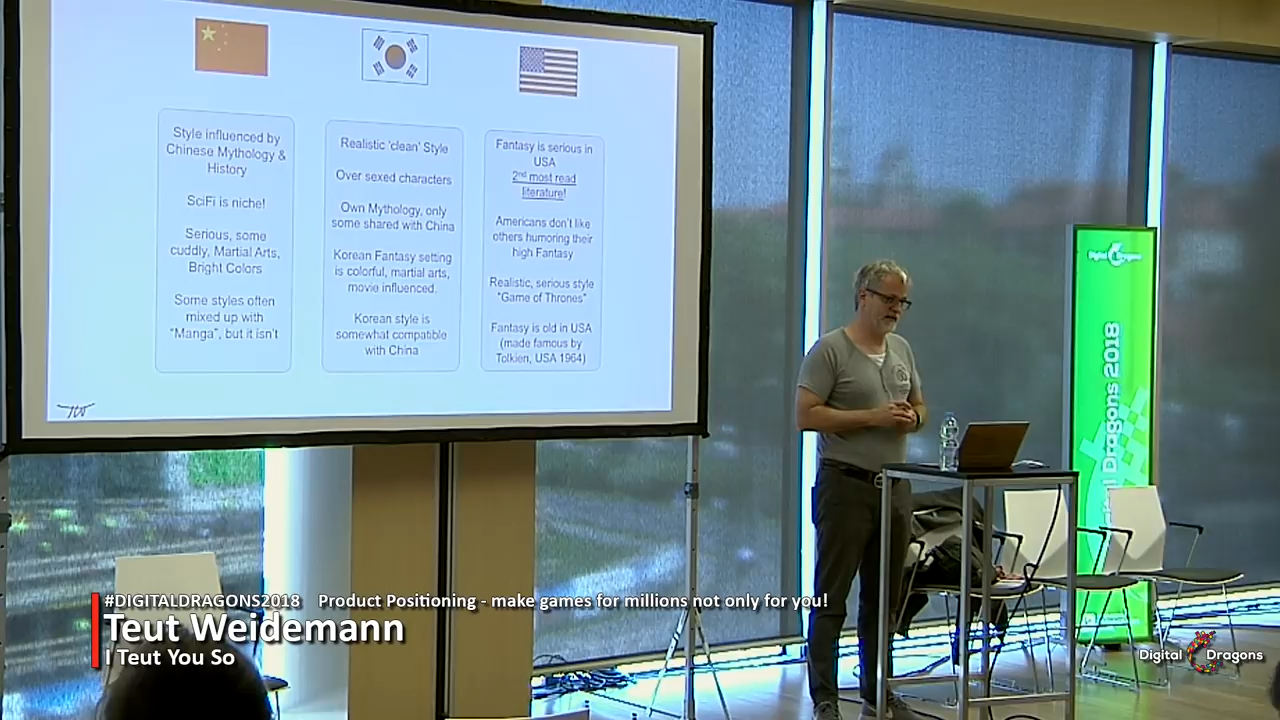 Style influenced by
Chinese Mythology &
History
SciFi is niche!
Serious, some
cuddly, Martial Arts,
Bright Colors
Some styles often
mixed up with
"Manga", but it isn't
Realistic 'clean' Style
Over sexed characters
Own Mythology, only
some shared with China
Korean Fantasy setting
is colorful, martial arts,
movie influenced.
Korean style is
somewhat compatible
with China
Fantasy is serious in
USA
2nd most read
literature!
Americans don't like
others humoring their
high Fantasy
Realistic, serious style
"Game of Thrones"
Fantasy is old in USA
(made famous by
Tolkien, USA 1964)
Digital Dragons
Digital Dragons 2018
#DIGITALDRAGONS2018 Product Positioning - make games for millions not only for you!
Teut Weidemann
I Teut You So
Digital Dragons